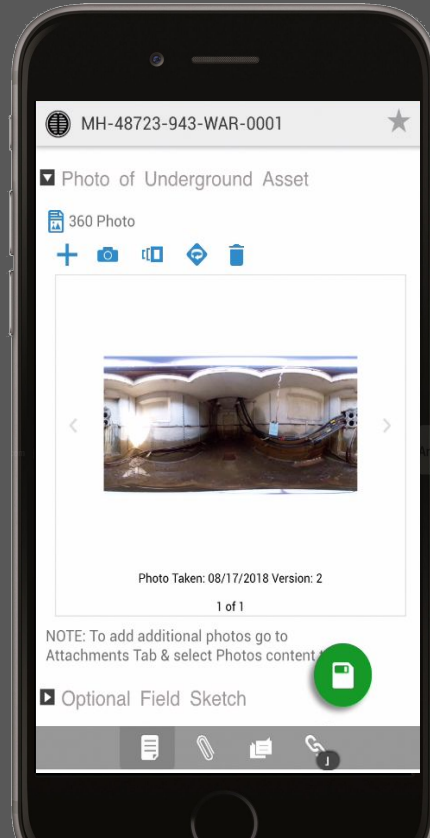 MH-48723-943-WAR-0001
Photo of Underground Asset
360 Photo
Photo Taken: 08/17/2018 Version: 2
1 of 1
NOTE: To add additional photos go to
Attachments Tab & select Photos content
Optional Field Sketch